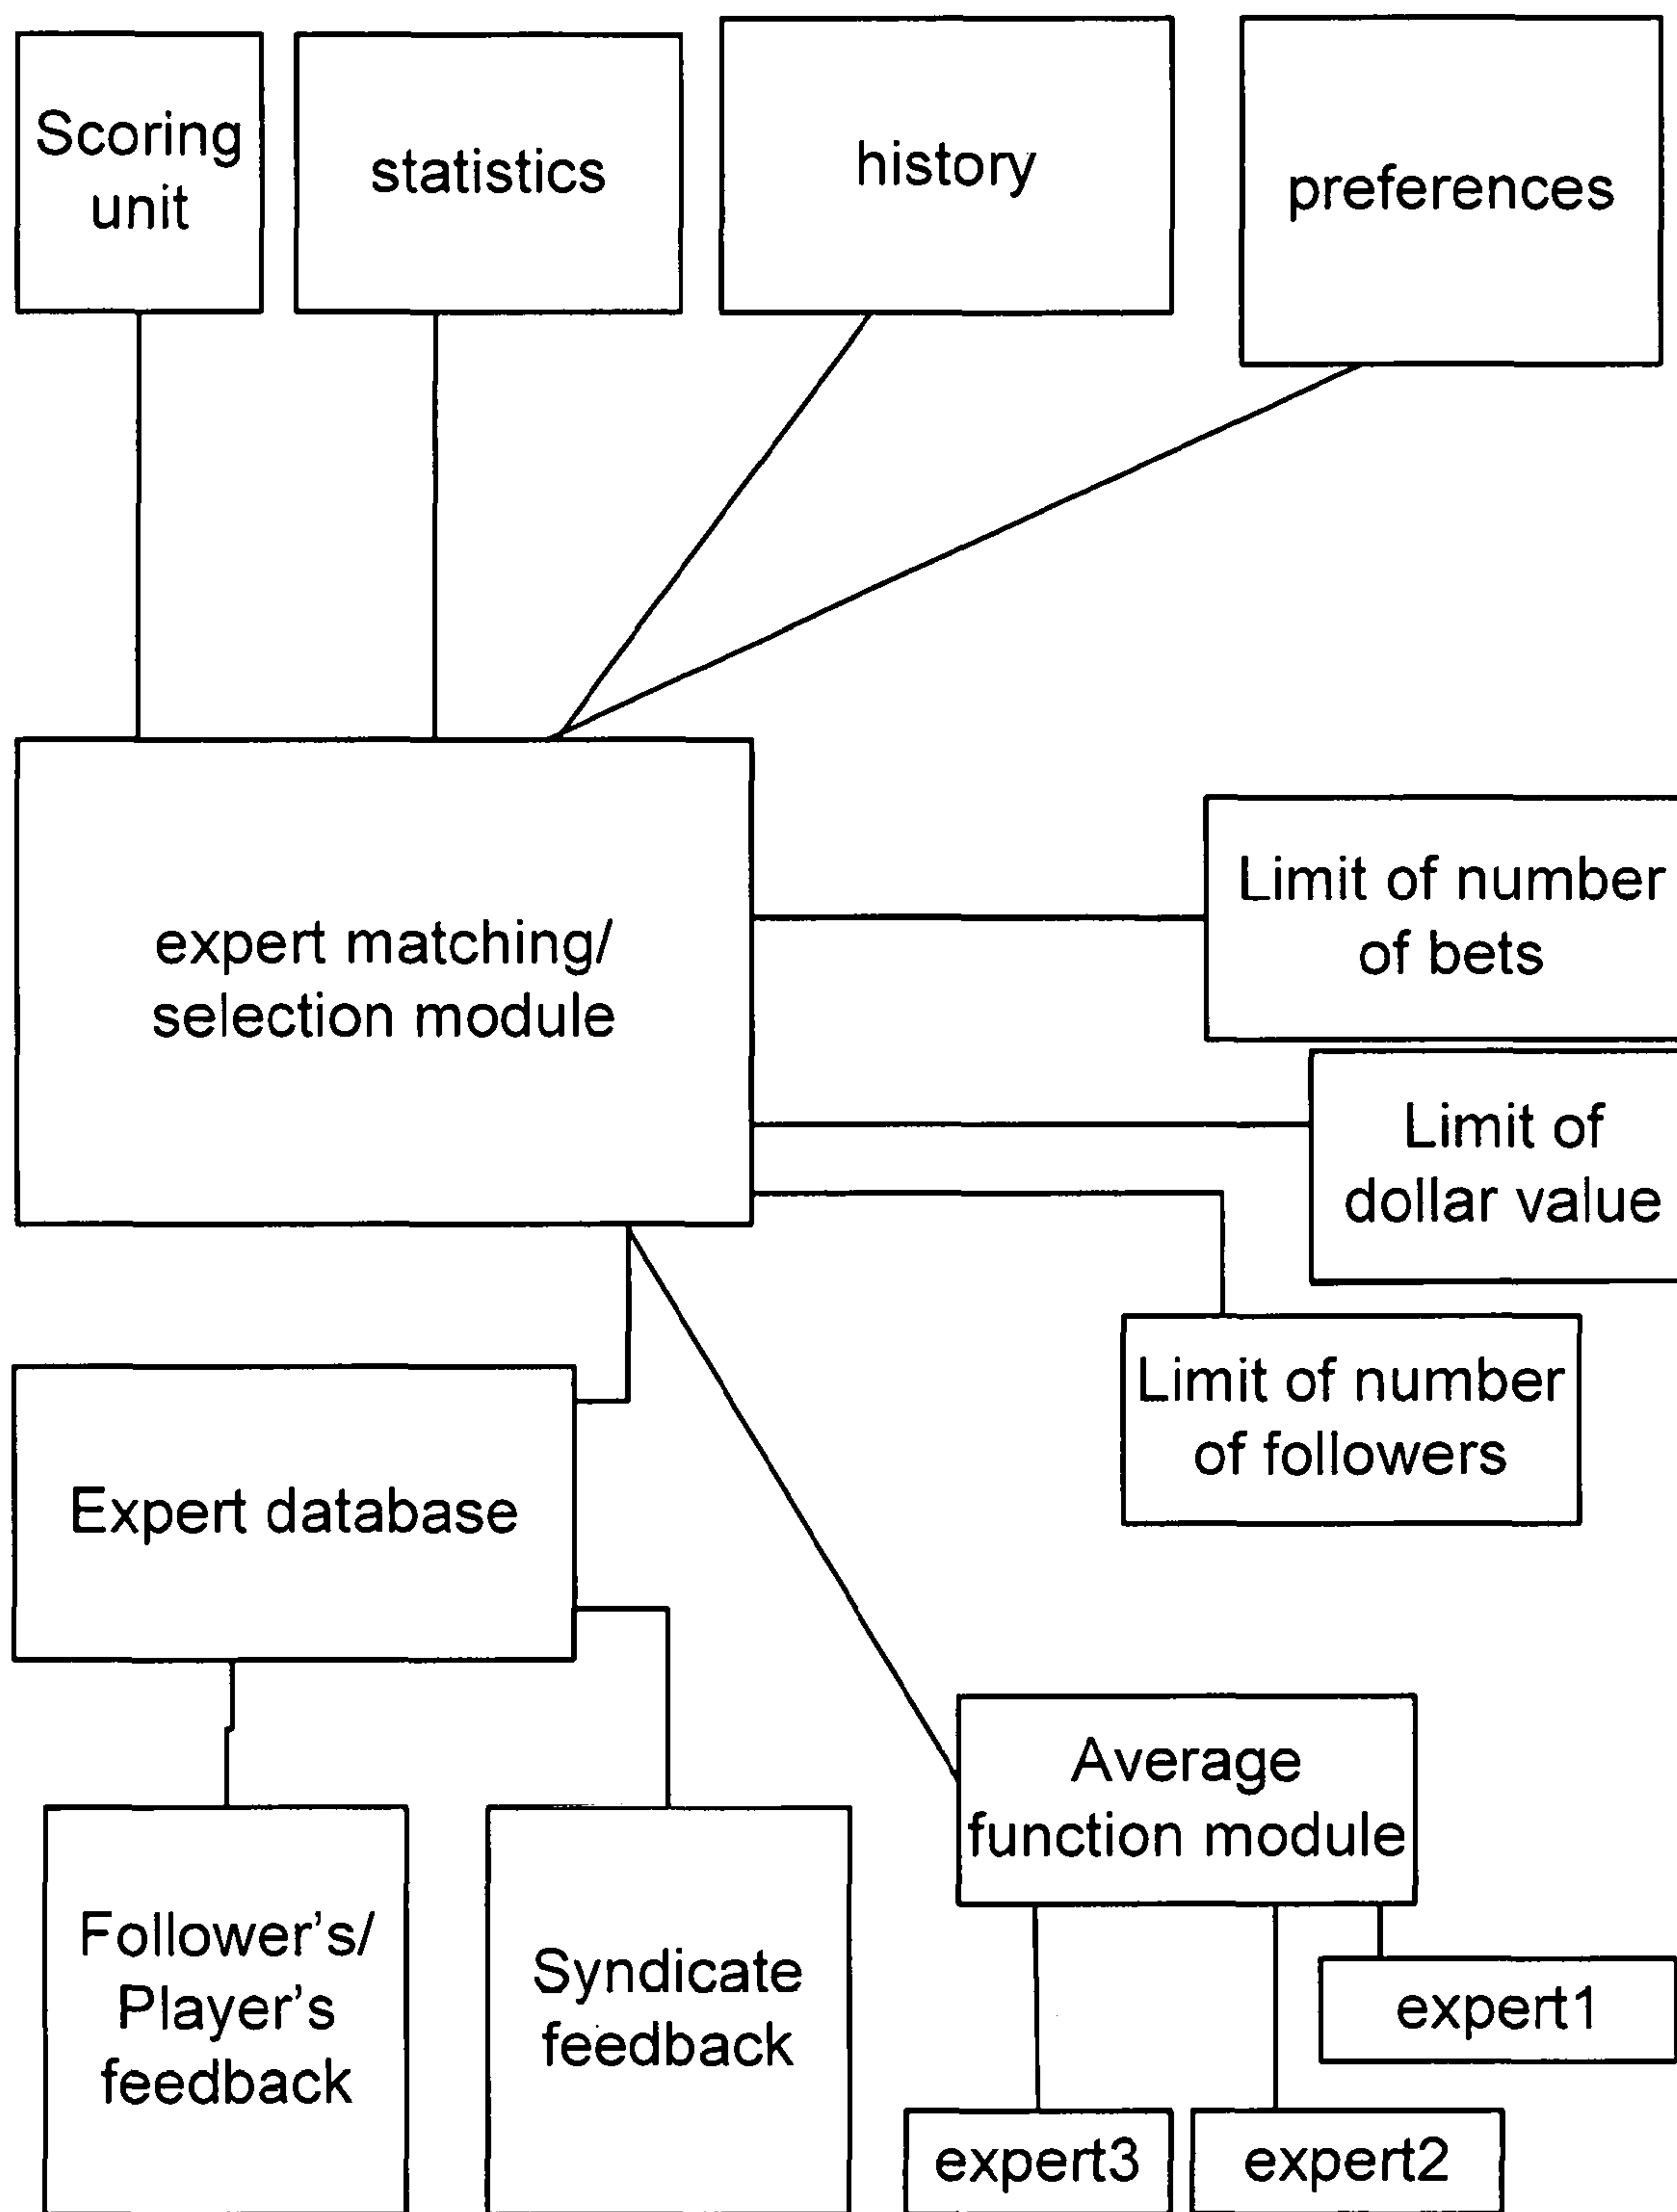 Scoring
unit
statistics
history
preferences
expert matching/
selection module
Limit of number
of bets
Limit of
dollar value
Limit of number
of followers
Expert database
Average
function module
Follower's/
Player's
feedback
Syndicate
feedback
expert1
expert3
expert2